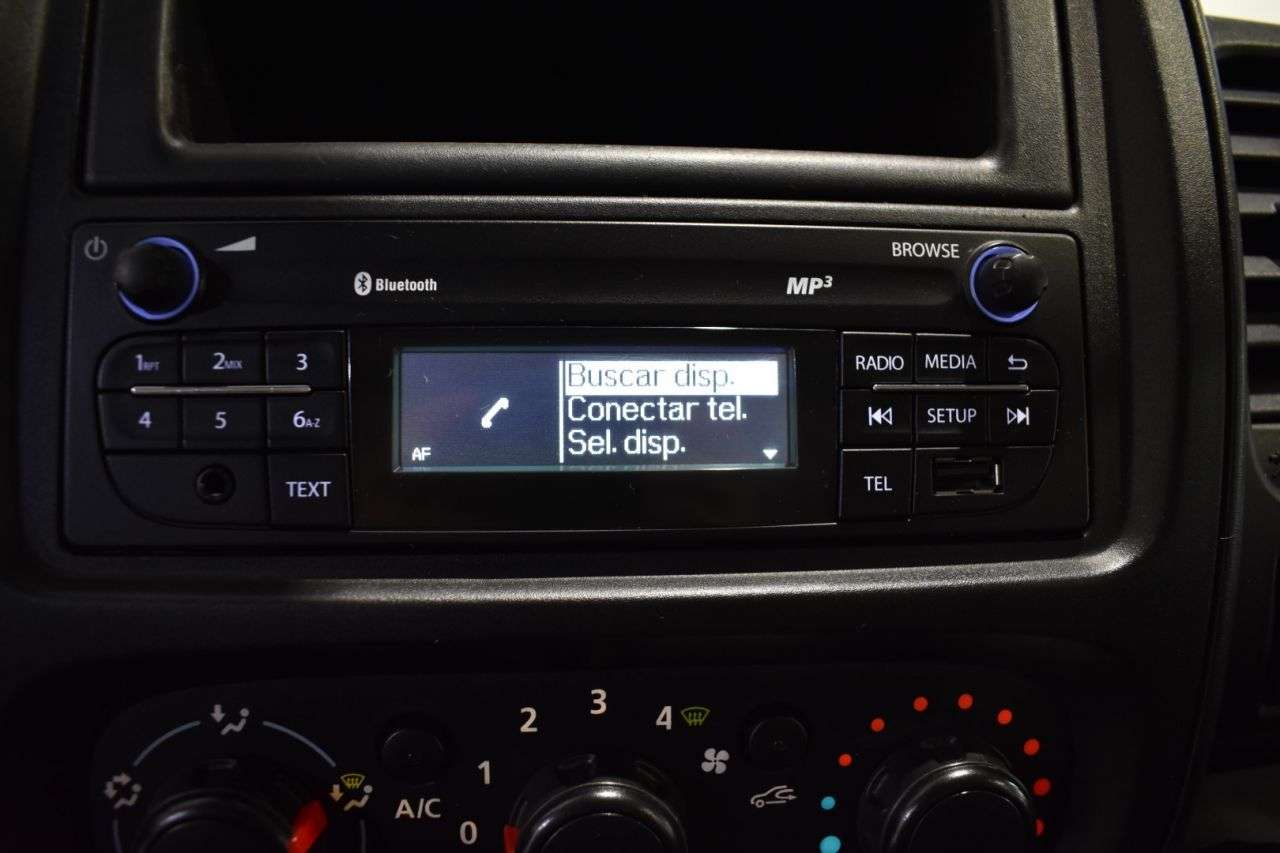 BROWSE
Bluetooth
MP3
1RPT 2MIX 3
4 5 6A-Z
TEXT
Buscar disp.
Conectar tel.
Sel. disp.
AF
RADIO MEDIA
SETUP
TEL
0 1 2 3 4
A/C